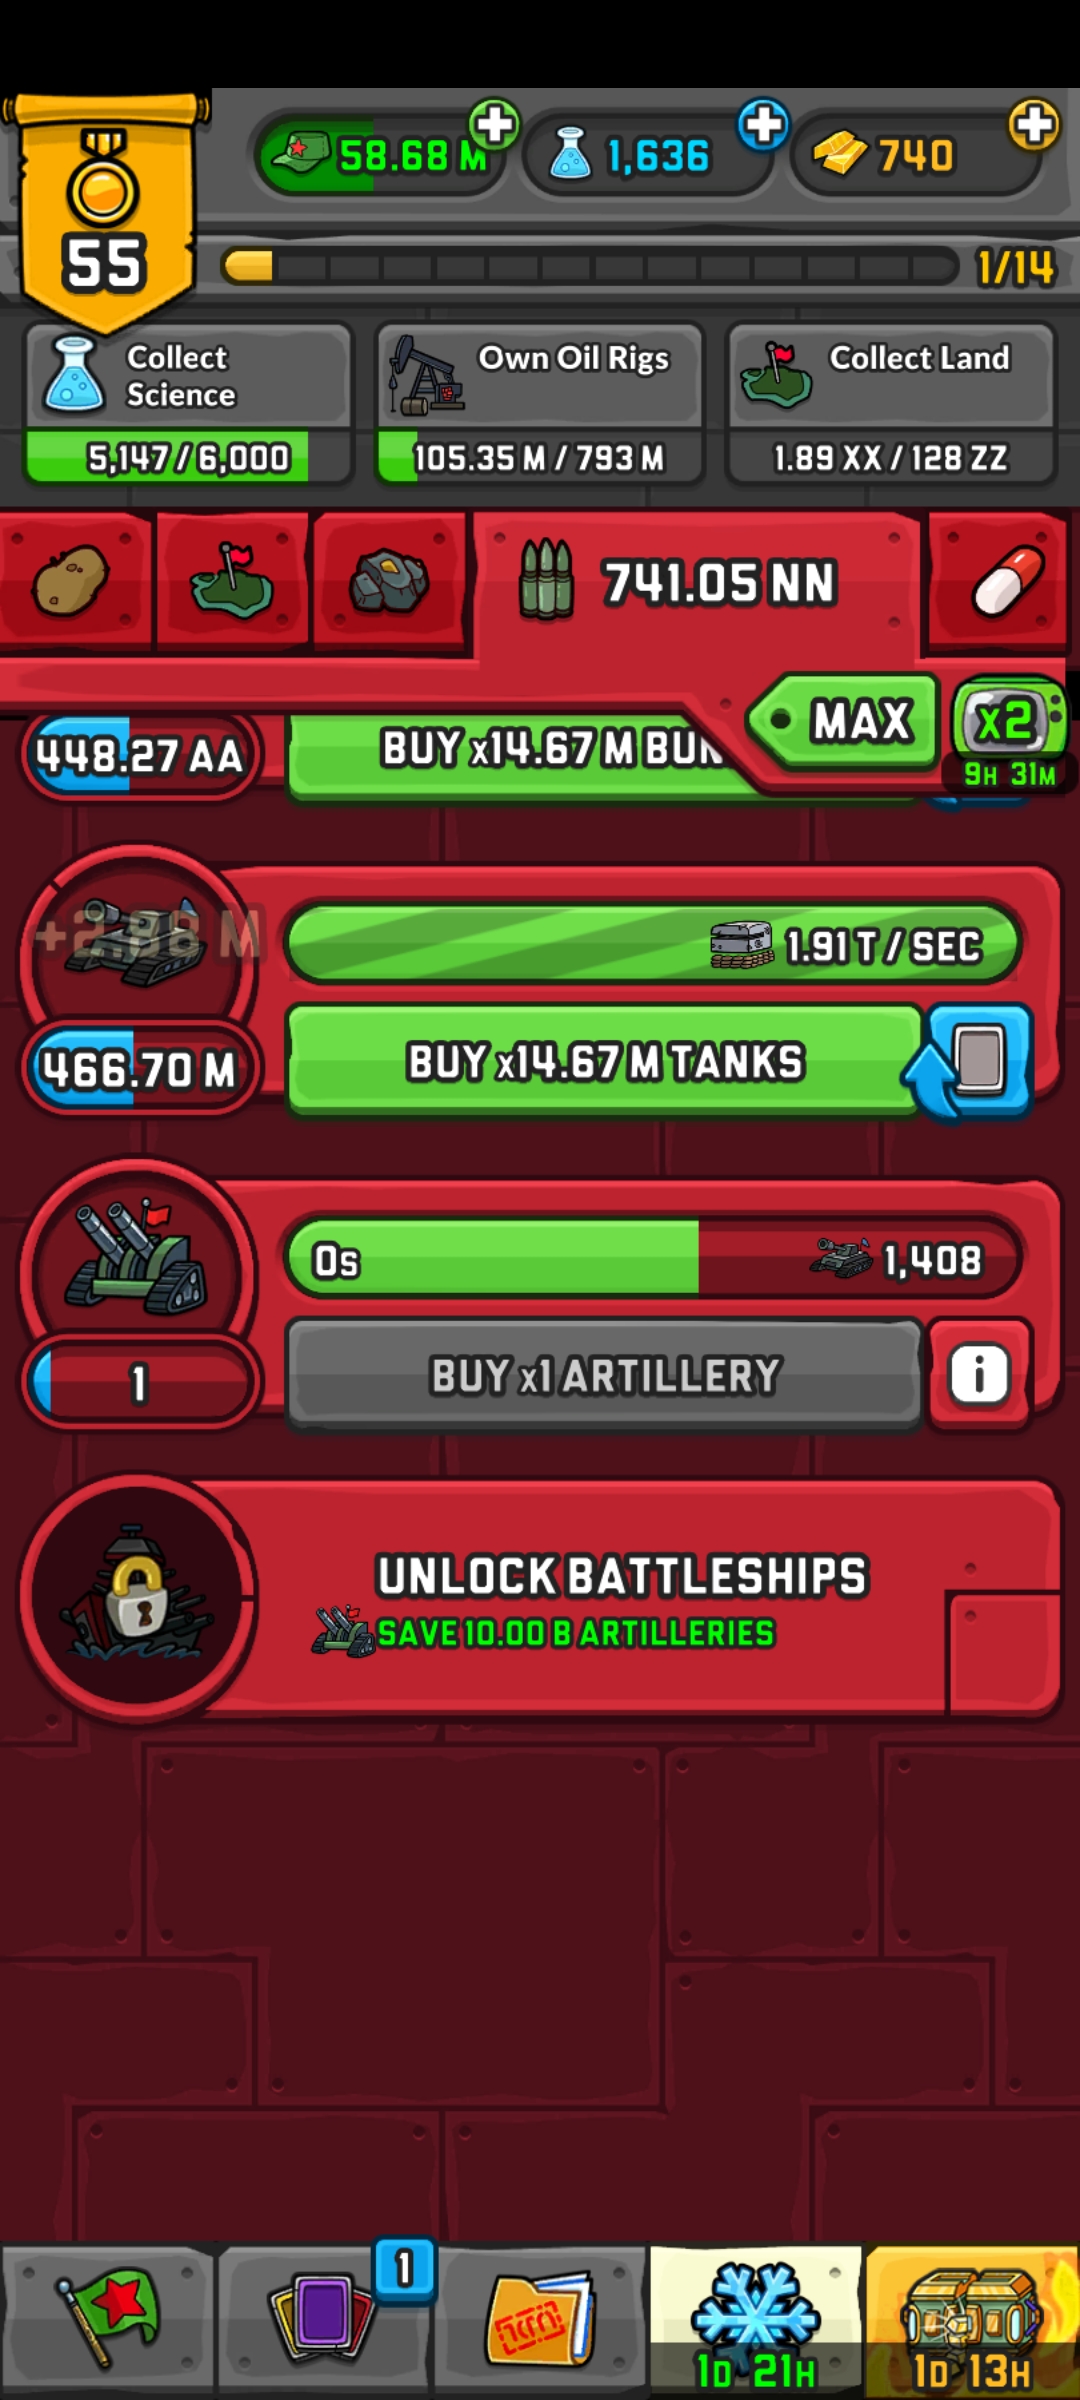 58.68 M
1,636
740
55
1/14
Collect Science
Own Oil Rigs
Collect Land
5,147 / 6,000
105.35 M / 793 M
1.89 XX / 128 ZZ
741.05 NN
MAX
x2
9H 31M
448.27 AA
BUY x14.67 M BUN
+2.88 M
1.91 T / SEC
466.70 M
BUY x14.67 M TANKS
0s
1,408
1
BUY x1 ARTILLERY
i
UNLOCK BATTLESHIPS
SAVE 10.00 B ARTILLERIES
1
1D 21H
1D 13H